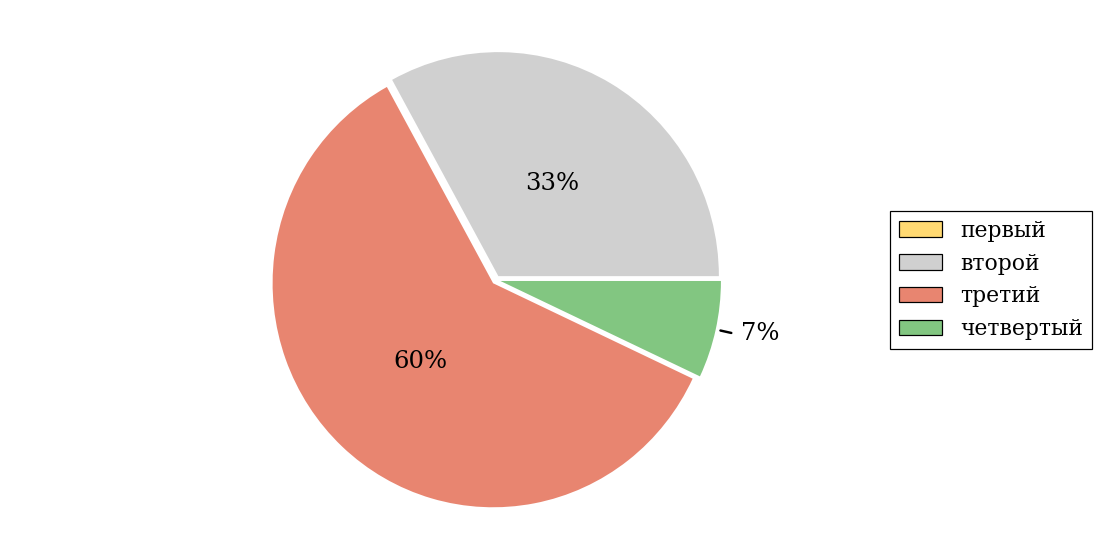 33%
60%
7%
первый
второй
третий
четвертый